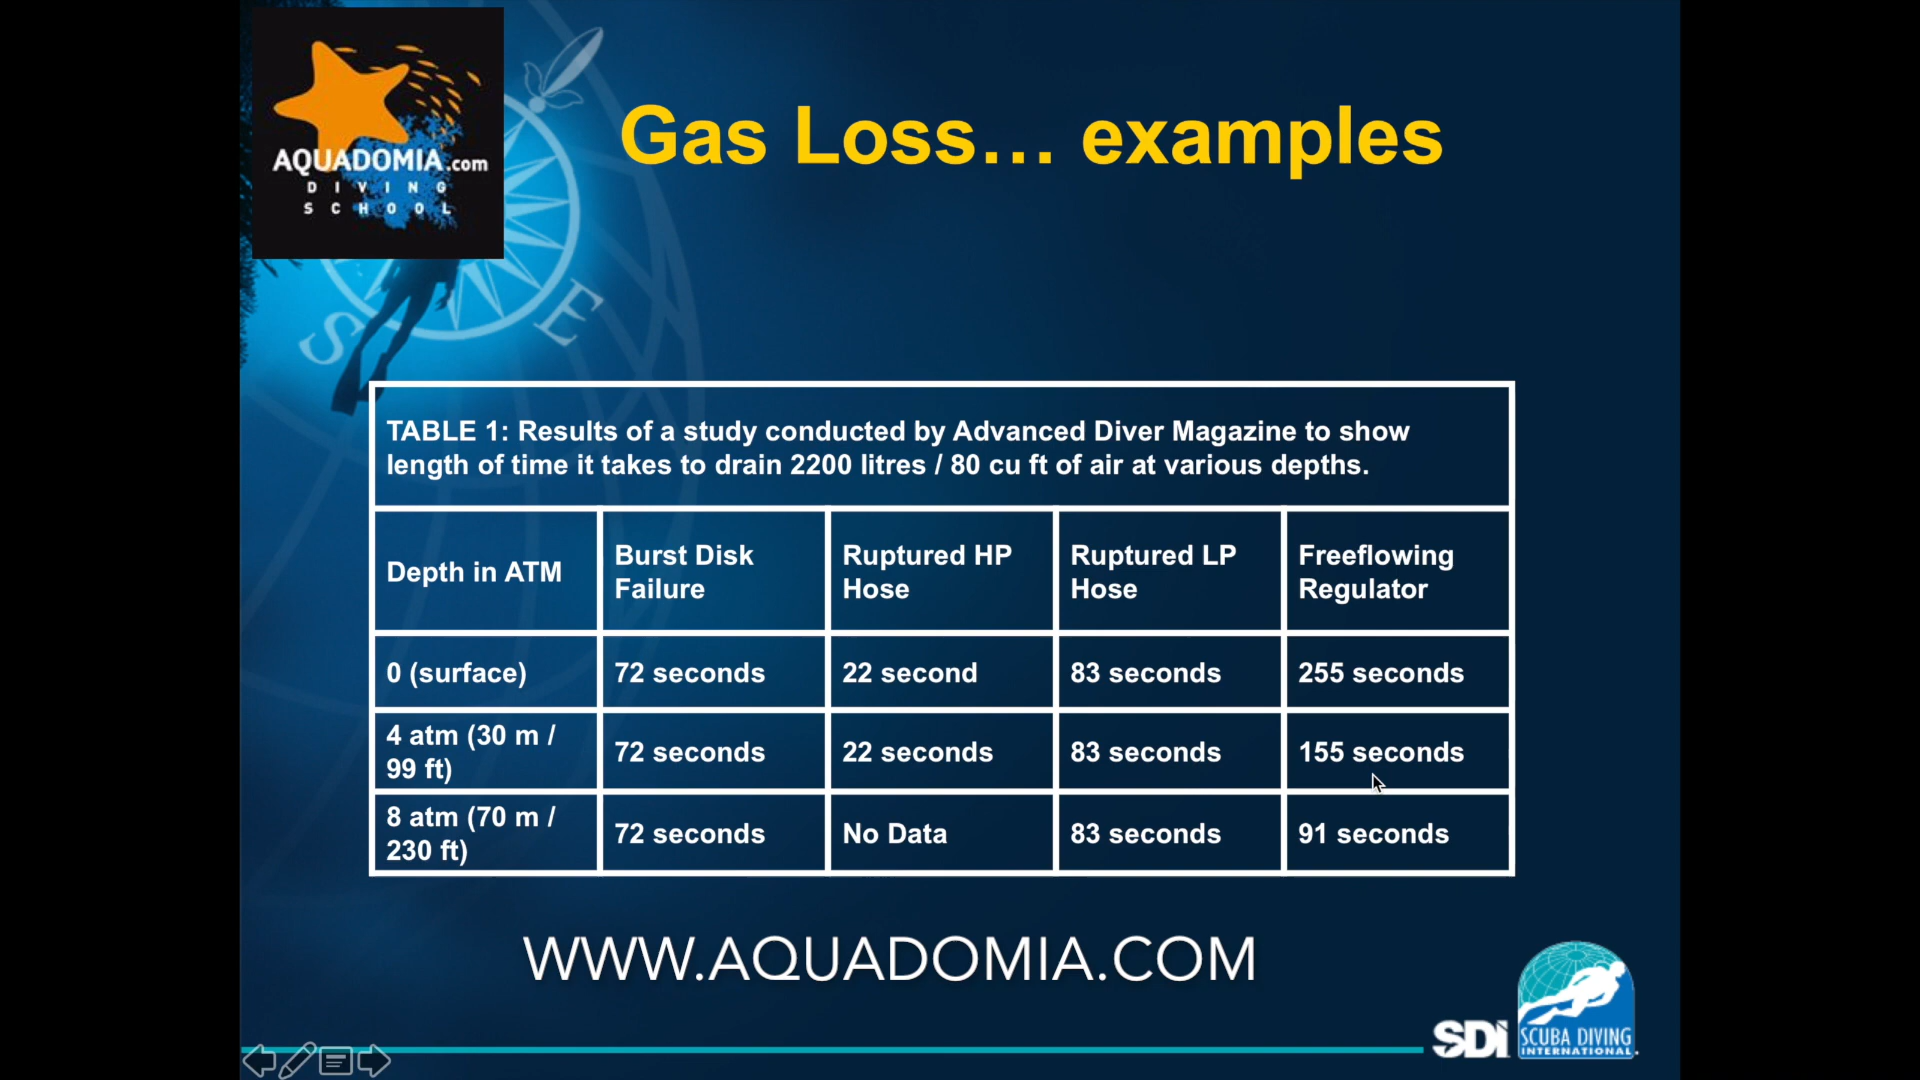 AQUADOMIA.com
DIVING
SCHOOL
S
E
Gas Loss… examples
TABLE 1: Results of a study conducted by Advanced Diver Magazine to show
length of time it takes to drain 2200 litres / 80 cu ft of air at various depths.
Depth in ATM
Burst Disk
Failure
Ruptured HP
Hose
Ruptured LP
Hose
Freeflowing
Regulator
0 (surface)
72 seconds
22 second
83 seconds
255 seconds
4 atm (30 m /
99 ft)
72 seconds
22 seconds
83 seconds
155 seconds
8 atm (70 m /
230 ft)
72 seconds
No Data
83 seconds
91 seconds
WWW.AQUADOMIA.COM
SDI
SCUBA DIVING
INTERNATIONAL.